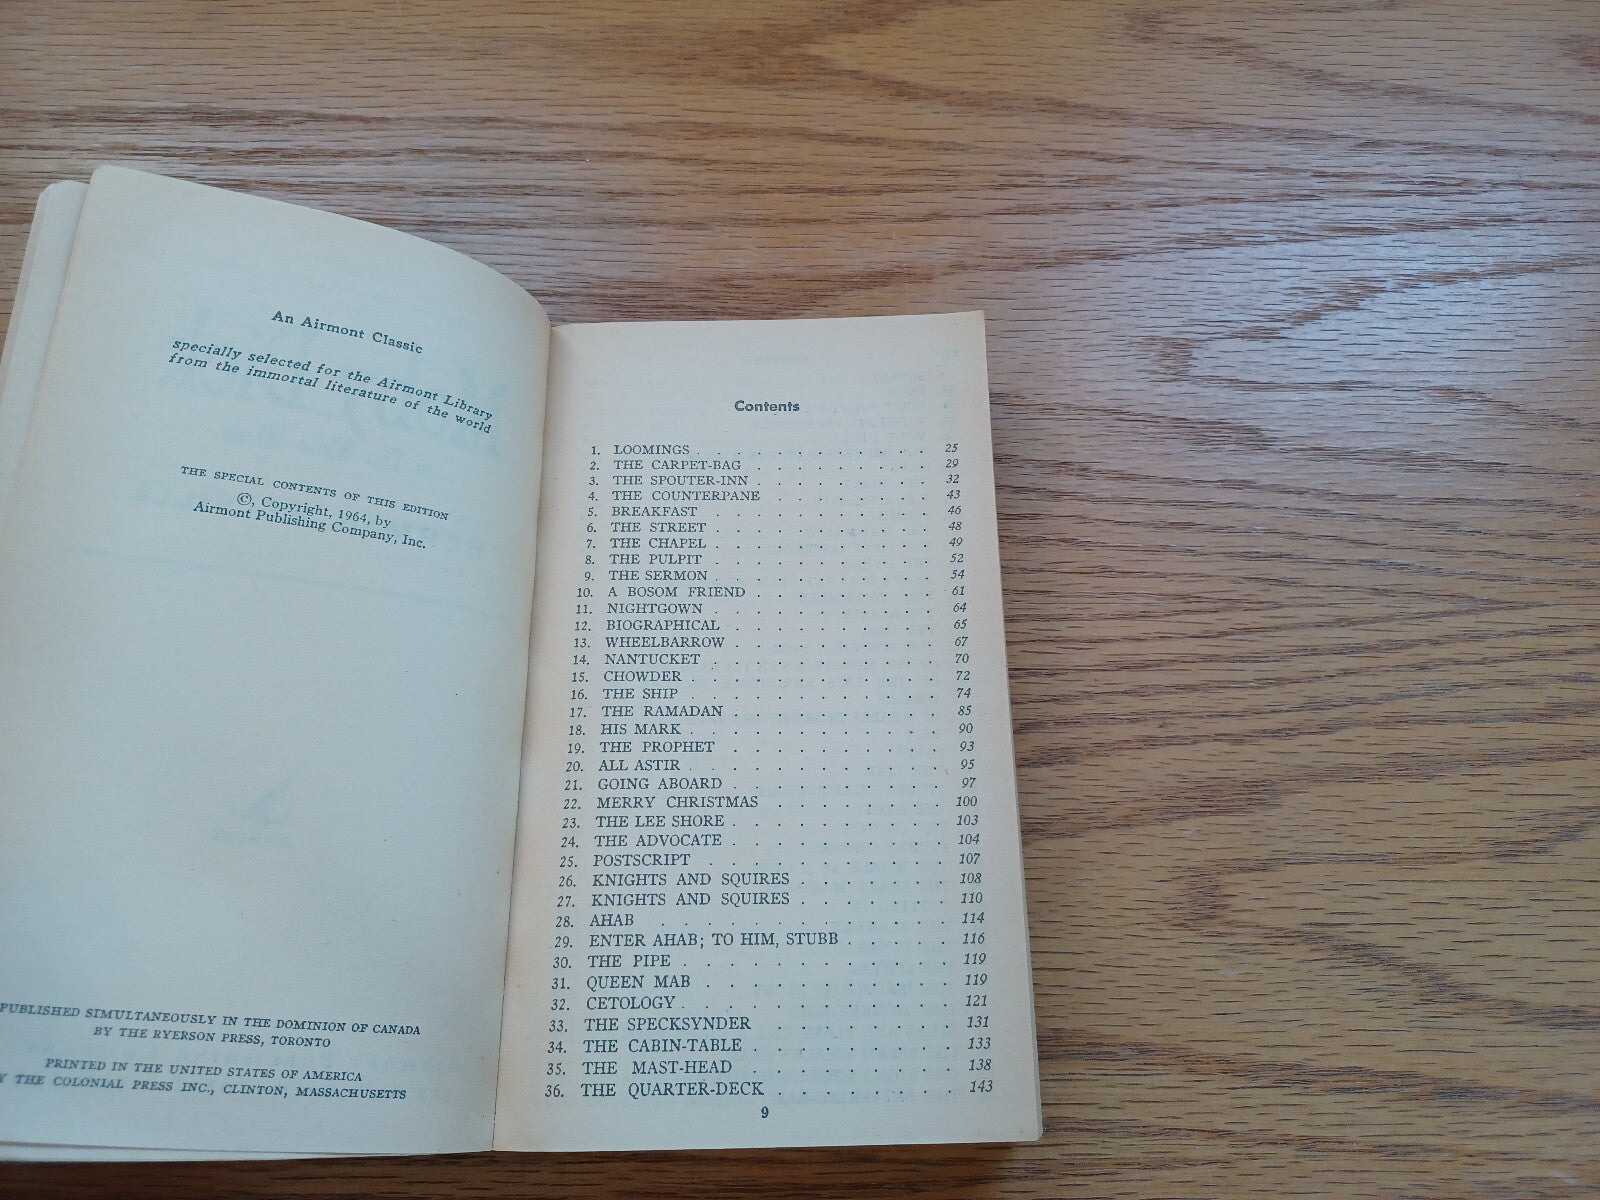 An Airmont Classic
specially selected for the Airmont Library
from the immortal literature of the world
THE SPECIAL CONTENTS OF THIS EDITION
©, Copyright, 1964, by
Airmont Publishing Company, Inc.
PUBLISHED SIMULTANEOUSLY IN THE DOMINION OF CANADA
BY THE RYERSON PRESS, TORONTO
PRINTED IN THE UNITED STATES OF AMERICA
Y THE COLONIAL PRESS INC., CLINTON, MASSACHUSETTS
Contents
1. LOOMINGS . . . . . . . . . . . . 25
2. THE CARPET-BAG . . . . . . . . . 29
3. THE SPOUTER-INN . . . . . . . . . 32
4. THE COUNTERPANE . . . . . . . . 43
5. BREAKFAST . . . . . . . . . . . 46
6. THE STREET . . . . . . . . . . . 48
7. THE CHAPEL . . . . . . . . . . . 49
8. THE PULPIT . . . . . . . . . . . 52
9. THE SERMON . . . . . . . . . . . 54
10. A BOSOM FRIEND . . . . . . . . . 61
11. NIGHTGOWN . . . . . . . . . . . 64
12. BIOGRAPHICAL . . . . . . . . . . 65
13. WHEELBARROW . . . . . . . . . . 67
14. NANTUCKET . . . . . . . . . . . 70
15. CHOWDER . . . . . . . . . . . . 72
16. THE SHIP . . . . . . . . . . . . 74
17. THE RAMADAN . . . . . . . . . . 85
18. HIS MARK . . . . . . . . . . . . 90
19. THE PROPHET . . . . . . . . . . 93
20. ALL ASTIR . . . . . . . . . . . . 95
21. GOING ABOARD . . . . . . . . . . 97
22. MERRY CHRISTMAS . . . . . . . . 100
23. THE LEE SHORE . . . . . . . . . . 103
24. THE ADVOCATE . . . . . . . . . . 104
25. POSTSCRIPT . . . . . . . . . . . 107
26. KNIGHTS AND SQUIRES . . . . . . . 108
27. KNIGHTS AND SQUIRES . . . . . . . 110
28. AHAB . . . . . . . . . . . . . 114
29. ENTER AHAB; TO HIM, STUBB . . . . . 116
30. THE PIPE . . . . . . . . . . . . 119
31. QUEEN MAB . . . . . . . . . . . 119
32. CETOLOGY . . . . . . . . . . . . 121
33. THE SPECKSYNDER . . . . . . . . 131
34. THE CABIN-TABLE . . . . . . . . . 133
35. THE MAST-HEAD . . . . . . . . . 138
36. THE QUARTER-DECK . . . . . . . . 143
9